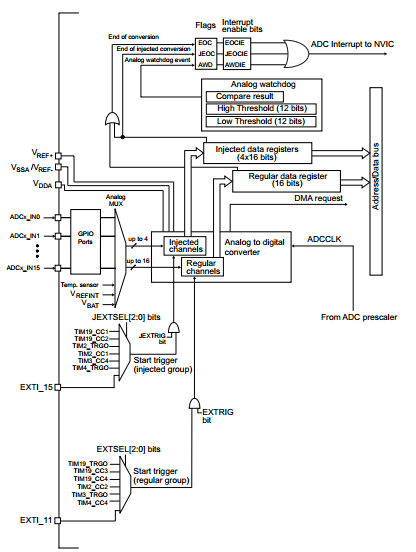 Flags
Interrupt
enable bits
End of conversion
EOC
EOCIE
End of injected conversion
JEOC
JEOCIE
ADC Interrupt to NVIC
Analog watchdog event
AWD
AWDIE
Analog watchdog
Compare result
High Threshold (12 bits)
Low Threshold (12 bits)
Address/Data bus
Injected data registers
(4x16 bits)
VREF+
VSSA /VREF-
VDDA
Regular data register
(16 bits)
Analog
MUX
DMA request
ADCx_IN0
ADCx_IN1
ADCx_IN15
GPIO
Ports
up to 4
Injected
channels
up to 16
Regular
channels
Analog to digital
converter
ADCCLK
Temp. sensor
VREFINT
VBAT
From ADC prescaler
JEXTSEL[2:0] bits
TIM19_CC1
TIM19_CC2
TIM2_TRGO
TIM2_CC1
TIM3_CC4
TIM4_TRGO
JEXTRIG
bit
Start trigger
(injected group)
EXTI_15
EXTRIG
bit
EXTSEL[2:0] bits
TIM19_TRGO
TIM19_CC3
TIM19_CC4
TIM2_CC2
TIM3_TRGO
TIM4_CC4
Start trigger
(regular group)
EXTI_11